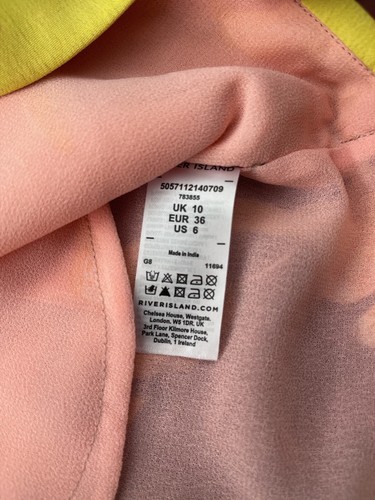 ER ISLAND
5057112140709
783855
UK 10
EUR 36
US 6
Made in India
G8 11694
RIVERISLAND.COM
Chelsea House, Westgate,
London, W5 1DR, UK
3rd Floor Kilmore House,
Park Lane, Spencer Dock,
Dublin, 1 Ireland